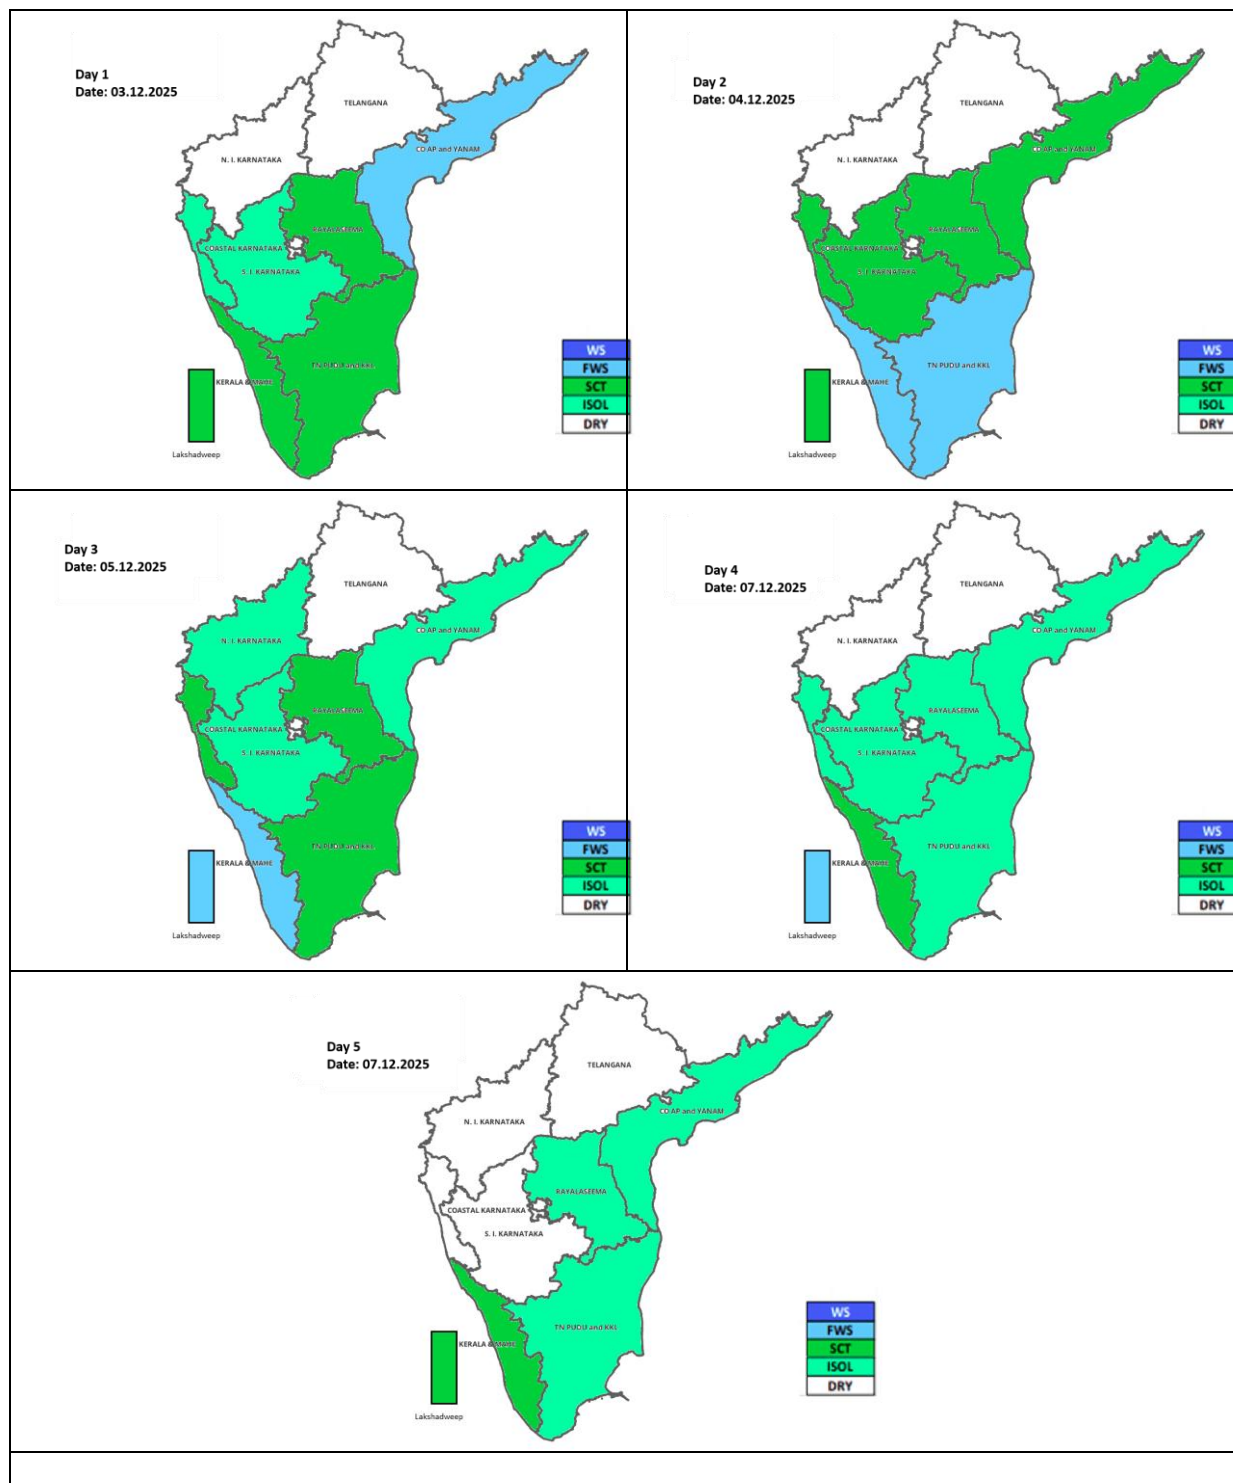 Day 1
Date: 03.12.2025
TELANGANA
CO AP and YANAM
N. I. KARNATAKA
RAYALASEEMA
COASTAL KARNATAKA
S. I. KARNATAKA
TN PUDU and KKL
KERALA & MAHE
Lakshadweep
WS
FWS
SCT
ISOL
DRY
Day 2
Date: 04.12.2025
TELANGANA
CO AP and YANAM
N. I. KARNATAKA
RAYALASEEMA
COASTAL KARNATAKA
S. I. KARNATAKA
TN PUDU and KKL
KERALA & MAHE
Lakshadweep
WS
FWS
SCT
ISOL
DRY
Day 3
Date: 05.12.2025
TELANGANA
CO AP and YANAM
N. I. KARNATAKA
RAYALASEEMA
COASTAL KARNATAKA
S. I. KARNATAKA
TN PUDU and KKL
KERALA & MAHE
Lakshadweep
WS
FWS
SCT
ISOL
DRY
Day 4
Date: 07.12.2025
TELANGANA
CO AP and YANAM
N. I. KARNATAKA
RAYALASEEMA
COASTAL KARNATAKA
S. I. KARNATAKA
TN PUDU and KKL
KERALA & MAHE
Lakshadweep
WS
FWS
SCT
ISOL
DRY
Day 5
Date: 07.12.2025
TELANGANA
CO AP and YANAM
N. I. KARNATAKA
RAYALASEEMA
COASTAL KARNATAKA
S. I. KARNATAKA
TN PUDU and KKL
KERALA & MAHE
Lakshadweep
WS
FWS
SCT
ISOL
DRY